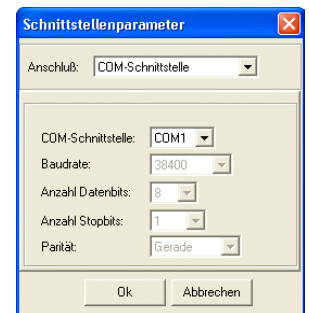 Schnittstellenparameter
Anschluß: COM-Schnittstelle
COM-Schnittstelle: COM1
Baudrate: 38400
Anzahl Datenbits: 8
Anzahl Stopbits: 1
Parität: Gerade
Ok Abbrechen